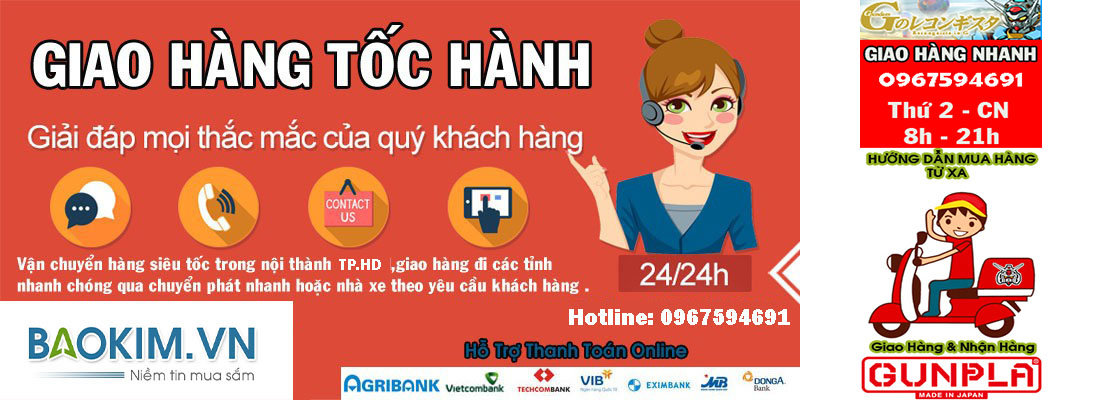 GIAO HÀNG TỐC HÀNH
Giải đáp mọi thắc mắc của quý khách hàng
CONTACT
US
Vận chuyển hàng siêu tốc trong nội thành TP.HD ,giao hàng đi các tỉnh
nhanh chóng qua chuyển phát nhanh hoặc nhà xe theo yêu cầu khách hàng .
24/24h
Hotline: 0967594691
BAOKIM.VN
Niềm tin mua sắm
Hỗ Trợ Thanh Toán Online
AGRIBANK
Vietcombank
TECHCOMBANK
VIB
EXIMBANK
MB
DONGA
Bank
Gのレコンギスタ
GIAO HÀNG NHANH
0967594691
Thứ 2 - CN
8h - 21h
HƯỚNG DẪN MUA HÀNG
TỪ XA
Giao Hàng & Nhận Hàng
GUNPLA
MADE IN JAPAN